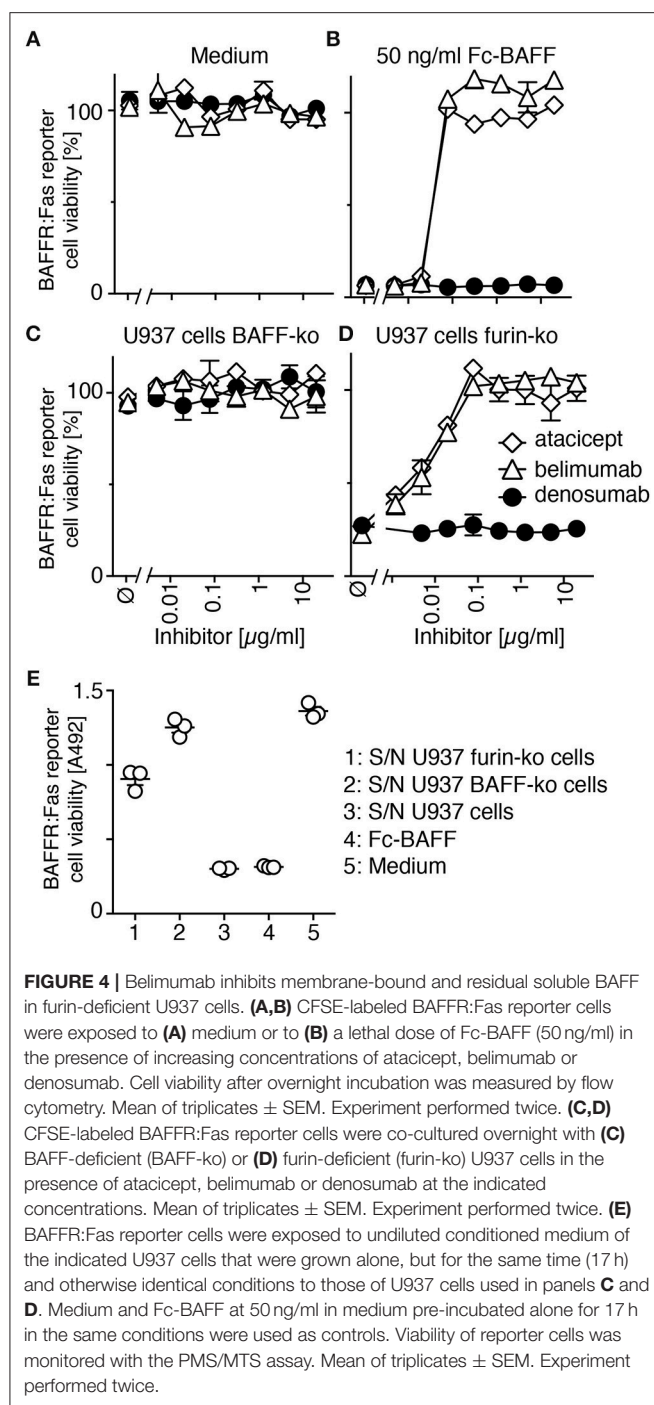 A
Medium
B
50 ng/ml Fc-BAFF
BAFFR:Fas reporter
cell viability [%]
100
0
100
0
C
U937 cells BAFF-ko
D
U937 cells furin-ko
BAFFR:Fas reporter
cell viability [%]
100
0
100
0
atacicept
belimumab
denosumab
Ø
0.01
0.1
1
10
Ø
0.01
0.1
1
10
Inhibitor [µg/ml]
Inhibitor [µg/ml]
E
BAFFR:Fas reporter
cell viability [A492]
1.5
0
1 2 3 4 5
1: S/N U937 furin-ko cells
2: S/N U937 BAFF-ko cells
3: S/N U937 cells
4: Fc-BAFF
5: Medium
FIGURE 4 | Belimumab inhibits membrane-bound and residual soluble BAFF
in furin-deficient U937 cells. (A,B) CFSE-labeled BAFFR:Fas reporter cells
were exposed to (A) medium or to (B) a lethal dose of Fc-BAFF (50 ng/ml) in
the presence of increasing concentrations of atacicept, belimumab or
denosumab. Cell viability after overnight incubation was measured by flow
cytometry. Mean of triplicates ± SEM. Experiment performed twice. (C,D)
CFSE-labeled BAFFR:Fas reporter cells were co-cultured overnight with (C)
BAFF-deficient (BAFF-ko) or (D) furin-deficient (furin-ko) U937 cells in the
presence of atacicept, belimumab or denosumab at the indicated
concentrations. Mean of triplicates ± SEM. Experiment performed twice. (E)
BAFFR:Fas reporter cells were exposed to undiluted conditioned medium of
the indicated U937 cells that were grown alone, but for the same time (17 h)
and otherwise identical conditions to those of U937 cells used in panels C and
D. Medium and Fc-BAFF at 50 ng/ml in medium pre-incubated alone for 17 h
in the same conditions were used as controls. Viability of reporter cells was
monitored with the PMS/MTS assay. Mean of triplicates ± SEM. Experiment
performed twice.